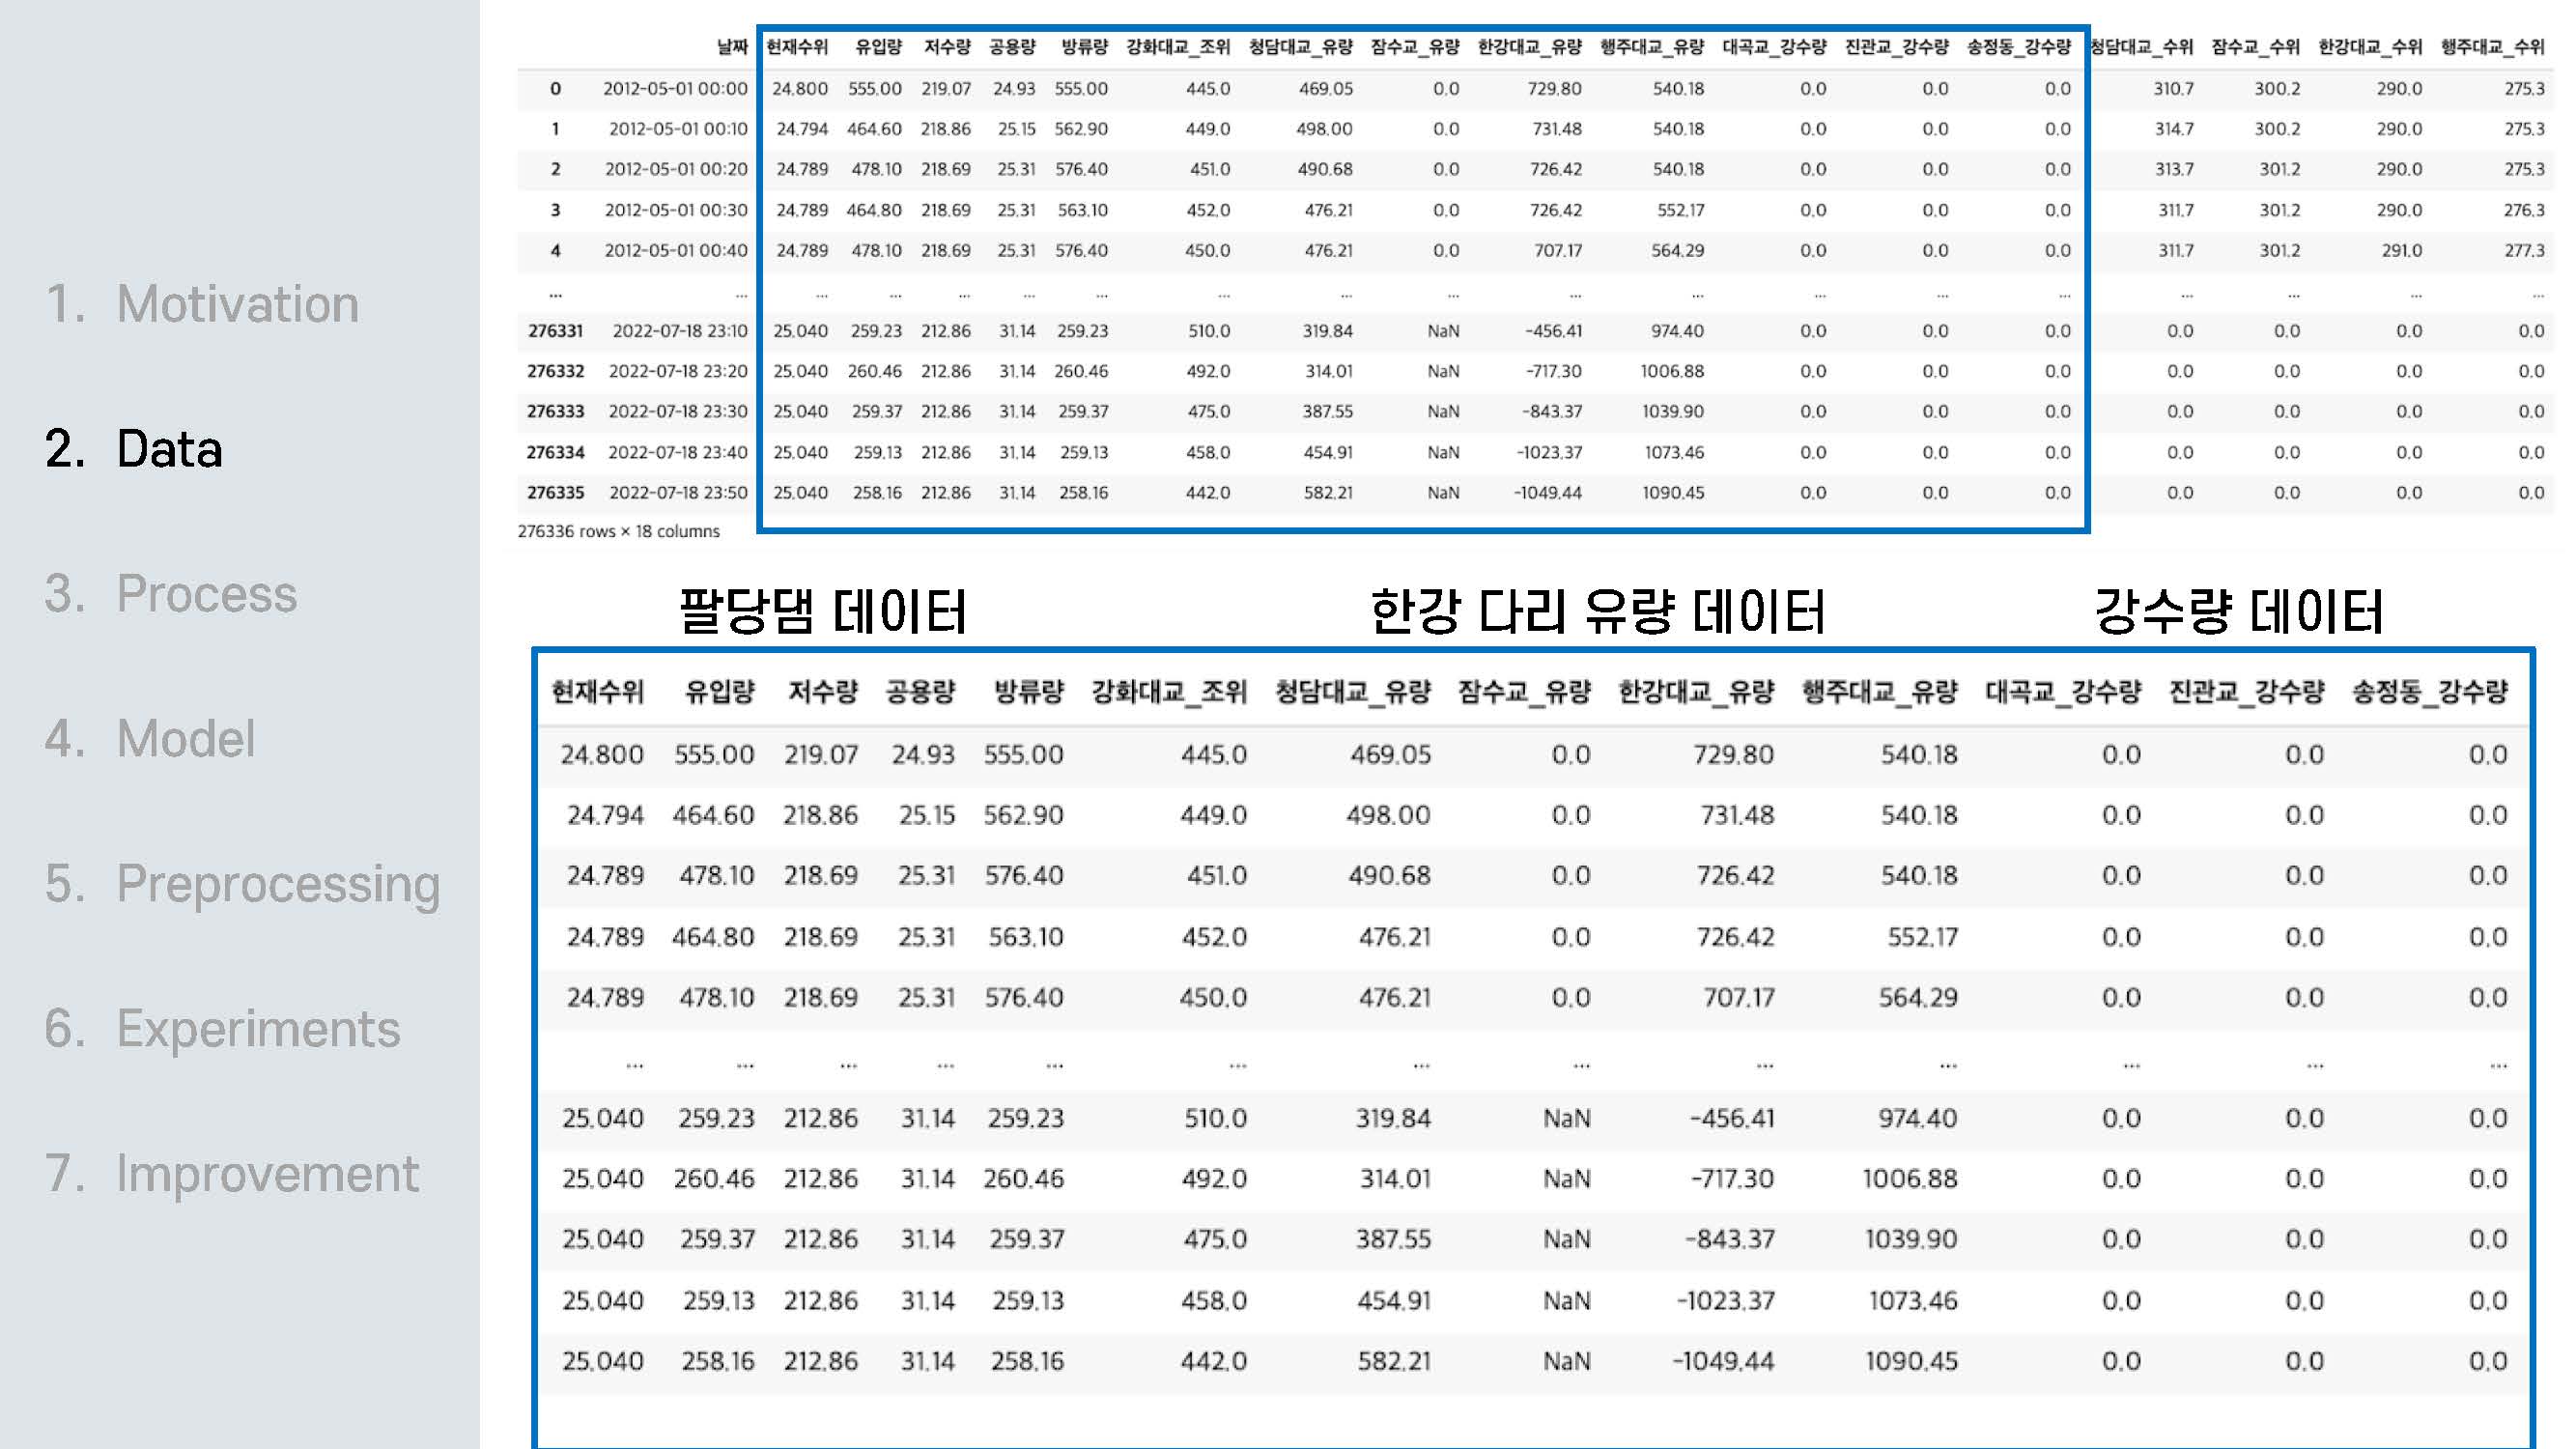 1. Motivation
2. Data
3. Process
4. Model
5. Preprocessing
6. Experiments
7. Improvement
날짜 현재수위 유입량 저수량 공용량 방류량 강화대교_조위 청담대교_유량 잠수교_유량 한강대교_유량 행주대교_유량 대곡교_강수량 진관교_강수량 송정동_강수량 청담대교_수위 잠수교_수위 한강대교_수위 행주대교_수위
0 2012-05-01 00:00 24.800 555.00 219.07 24.93 555.00 445.0 469.05 0.0 729.80 540.18 0.0 0.0 0.0 310.7 300.2 290.0 275.3
1 2012-05-01 00:10 24.794 464.60 218.86 25.15 562.90 449.0 498.00 0.0 731.48 540.18 0.0 0.0 0.0 314.7 300.2 290.0 275.3
2 2012-05-01 00:20 24.789 478.10 218.69 25.31 576.40 451.0 490.68 0.0 726.42 540.18 0.0 0.0 0.0 313.7 301.2 290.0 275.3
3 2012-05-01 00:30 24.789 464.80 218.69 25.31 563.10 452.0 476.21 0.0 726.42 552.17 0.0 0.0 0.0 311.7 301.2 290.0 276.3
4 2012-05-01 00:40 24.789 478.10 218.69 25.31 576.40 450.0 476.21 0.0 707.17 564.29 0.0 0.0 0.0 311.7 301.2 291.0 277.3
... ... ... ... ... ... ... ... ... ... ... ... ... ... ... ... ... ... ...
276331 2022-07-18 23:10 25.040 259.23 212.86 31.14 259.23 510.0 319.84 NaN -456.41 974.40 0.0 0.0 0.0 0.0 0.0 0.0 0.0
276332 2022-07-18 23:20 25.040 260.46 212.86 31.14 260.46 492.0 314.01 NaN -717.30 1006.88 0.0 0.0 0.0 0.0 0.0 0.0 0.0
276333 2022-07-18 23:30 25.040 259.37 212.86 31.14 259.37 475.0 387.55 NaN -843.37 1039.90 0.0 0.0 0.0 0.0 0.0 0.0 0.0
276334 2022-07-18 23:40 25.040 259.13 212.86 31.14 259.13 458.0 454.91 NaN -1023.37 1073.46 0.0 0.0 0.0 0.0 0.0 0.0 0.0
276335 2022-07-18 23:50 25.040 258.16 212.86 31.14 258.16 442.0 582.21 NaN -1049.44 1090.45 0.0 0.0 0.0 0.0 0.0 0.0 0.0
276336 rows × 18 columns
팔당댐 데이터 한강 다리 유량 데이터 강수량 데이터
현재수위 유입량 저수량 공용량 방류량 강화대교_조위 청담대교_유량 잠수교_유량 한강대교_유량 행주대교_유량 대곡교_강수량 진관교_강수량 송정동_강수량
24.800 555.00 219.07 24.93 555.00 445.0 469.05 0.0 729.80 540.18 0.0 0.0 0.0
24.794 464.60 218.86 25.15 562.90 449.0 498.00 0.0 731.48 540.18 0.0 0.0 0.0
24.789 478.10 218.69 25.31 576.40 451.0 490.68 0.0 726.42 540.18 0.0 0.0 0.0
24.789 464.80 218.69 25.31 563.10 452.0 476.21 0.0 726.42 552.17 0.0 0.0 0.0
24.789 478.10 218.69 25.31 576.40 450.0 476.21 0.0 707.17 564.29 0.0 0.0 0.0
... ... ... ... ... ... ... ... ... ... ... ... ...
25.040 259.23 212.86 31.14 259.23 510.0 319.84 NaN -456.41 974.40 0.0 0.0 0.0
25.040 260.46 212.86 31.14 260.46 492.0 314.01 NaN -717.30 1006.88 0.0 0.0 0.0
25.040 259.37 212.86 31.14 259.37 475.0 387.55 NaN -843.37 1039.90 0.0 0.0 0.0
25.040 259.13 212.86 31.14 259.13 458.0 454.91 NaN -1023.37 1073.46 0.0 0.0 0.0
25.040 258.16 212.86 31.14 258.16 442.0 582.21 NaN -1049.44 1090.45 0.0 0.0 0.0